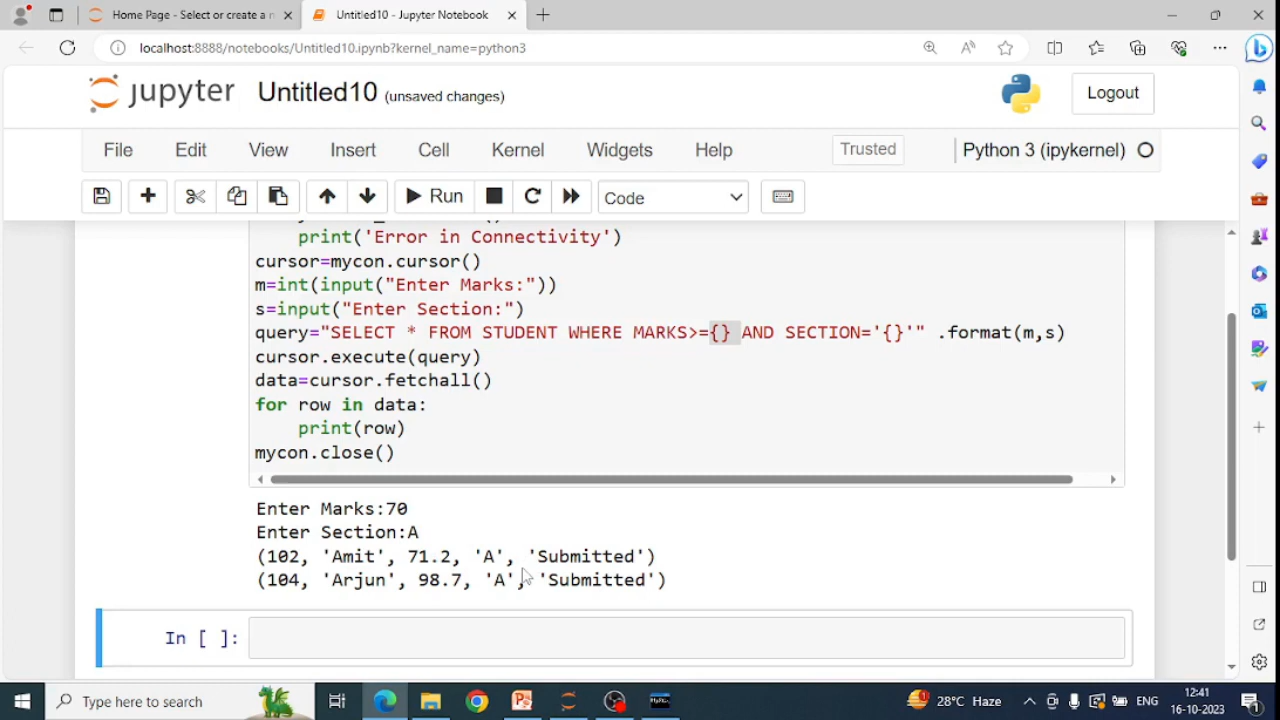 Home Page - Select or create a n
Untitled10 - Jupyter Notebook
localhost:8888/notebooks/Untitled10.ipynb?kernel_name=python3
jupyter Untitled10 (unsaved changes)
Logout
File Edit View Insert Cell Kernel Widgets Help Trusted Python 3 (ipykernel)
Run Code
print('Error in Connectivity')
cursor=mycon.cursor()
m=int(input("Enter Marks:"))
s=input("Enter Section:")
query="SELECT * FROM STUDENT WHERE MARKS>={} AND SECTION='{}'" .format(m,s)
cursor.execute(query)
data=cursor.fetchall()
for row in data:
print(row)
mycon.close()
Enter Marks:70
Enter Section:A
(102, 'Amit', 71.2, 'A', 'Submitted')
(104, 'Arjun', 98.7, 'A', 'Submitted')
In [ ]:
Type here to search
28°C Haze
ENG
12:41
16-10-2023